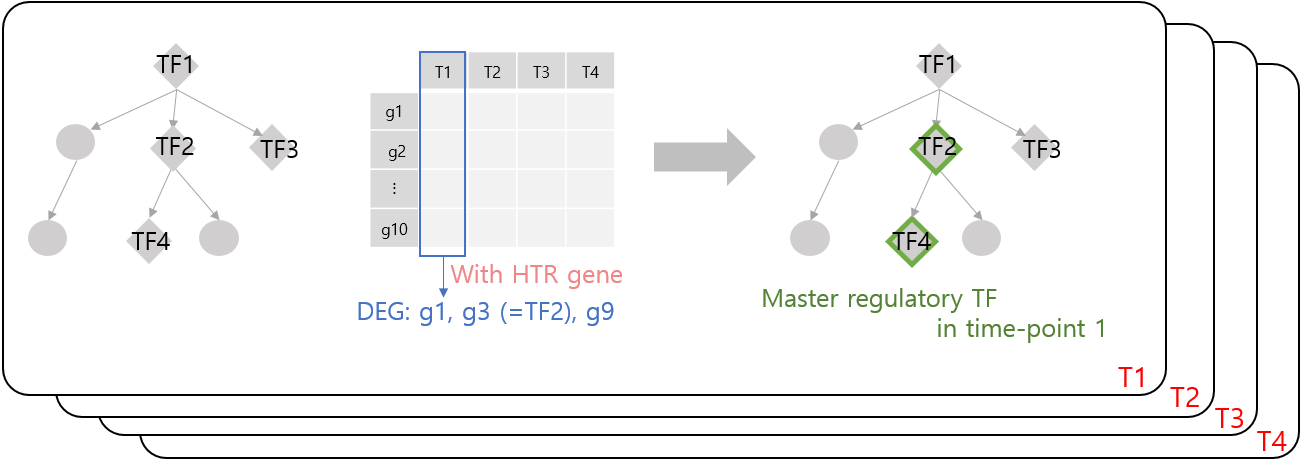 TF1
TF2
TF3
TF4
T1 T2 T3 T4
g1
g2
⋮
g10
With HTR gene
DEG: g1, g3 (=TF2), g9
TF1
TF2
TF3
TF4
Master regulatory TF
in time-point 1
T1
T2
T3
T4